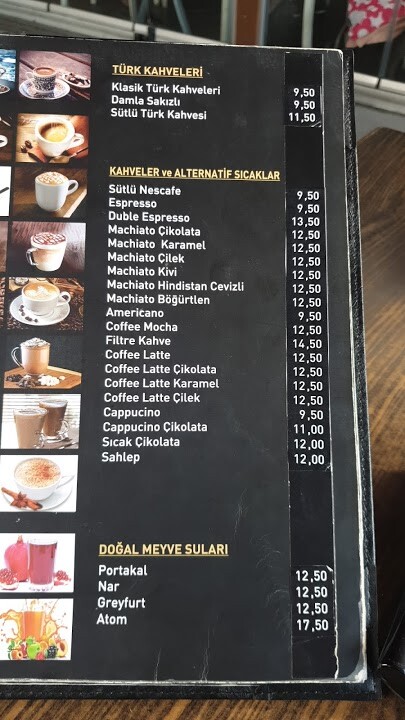 TÜRK KAHVELERİ
Klasik Türk Kahveleri 9,50
Damla Sakızlı 9,50
Sütlü Türk Kahvesi 11,50
KAHVELER ve ALTERNATİF SICAKLAR
Sütlü Nescafe 9,50
Espresso 9,50
Duble Espresso 13,50
Machiato Çikolata 12,50
Machiato Karamel 12,50
Machiato Çilek 12,50
Machiato Kivi 12,50
Machiato Hindistan Cevizli 12,50
Machiato Böğürtlen 12,50
Americano 9,50
Coffee Mocha 12,50
Filtre Kahve 14,50
Coffee Latte 12,50
Coffee Latte Çikolata 12,50
Coffee Latte Karamel 12,50
Coffee Latte Çilek 12,50
Cappucino 9,50
Cappucino Çikolata 11,00
Sıcak Çikolata 12,00
Sahlep 12,00
DOĞAL MEYVE SULARI
Portakal 12,50
Nar 12,50
Greyfurt 12,50
Atom 17,50